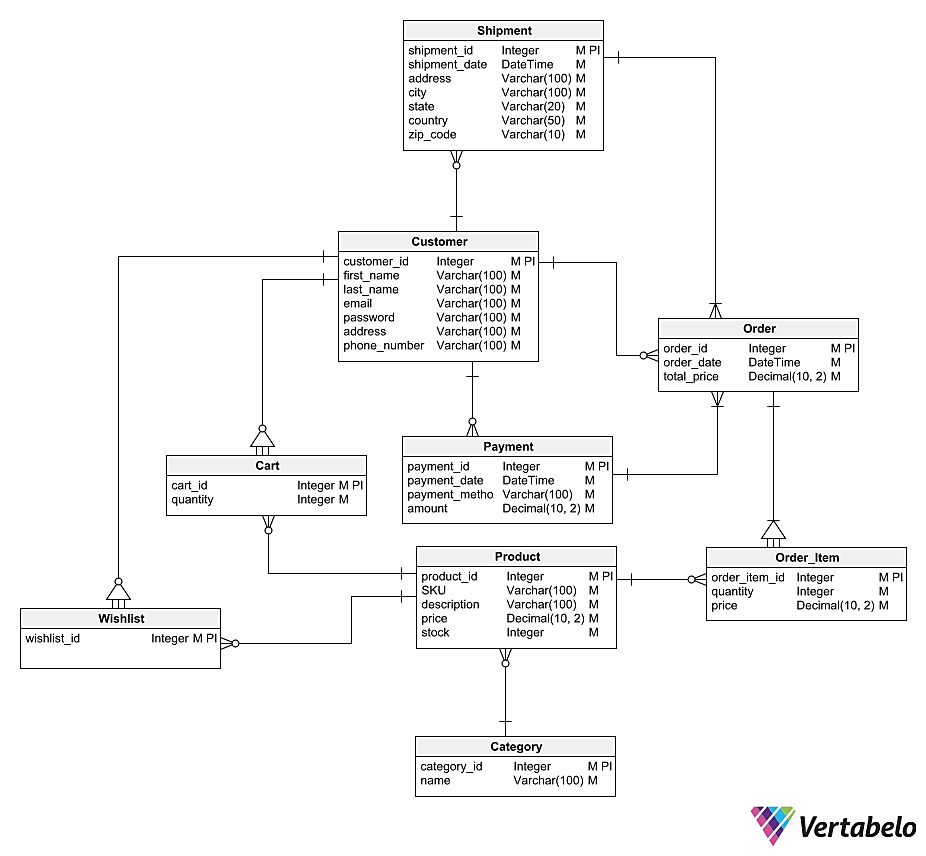 Shipment
shipment_id Integer M PI
shipment_date DateTime M
address Varchar(100) M
city Varchar(100) M
state Varchar(20) M
country Varchar(50) M
zip_code Varchar(10) M
Customer
customer_id Integer M PI
first_name Varchar(100) M
last_name Varchar(100) M
email Varchar(100) M
password Varchar(100) M
address Varchar(100) M
phone_number Varchar(100) M
Order
order_id Integer M PI
order_date DateTime M
total_price Decimal(10, 2) M
Payment
payment_id Integer M PI
payment_date DateTime M
payment_metho Varchar(100) M
amount Decimal(10, 2) M
Cart
cart_id Integer M PI
quantity Integer M
Product
product_id Integer M PI
SKU Varchar(100) M
description Varchar(100) M
price Decimal(10, 2) M
stock Integer M
Order_Item
order_item_id Integer M PI
quantity Integer M
price Decimal(10, 2) M
Wishlist
wishlist_id Integer M PI
Category
category_id Integer M PI
name Varchar(100) M
Vertabelo